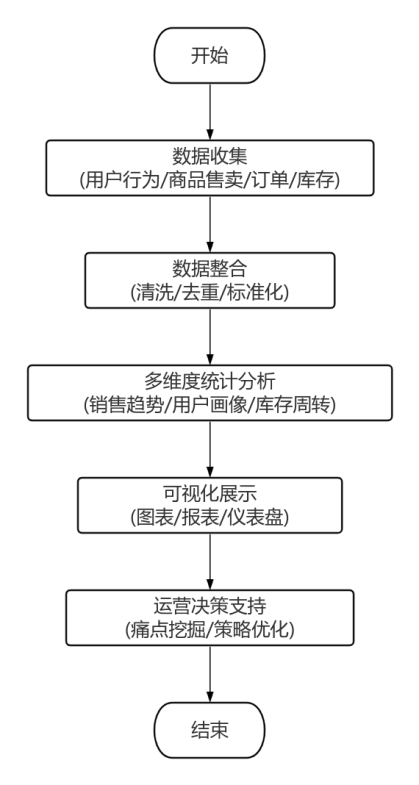 开始
数据收集
(用户行为/商品售卖/订单/库存)
数据整合
(清洗/去重/标准化)
多维度统计分析
(销售趋势/用户画像/库存周转)
可视化展示
(图表/报表/仪表盘)
运营决策支持
(痛点挖掘/策略优化)
结束